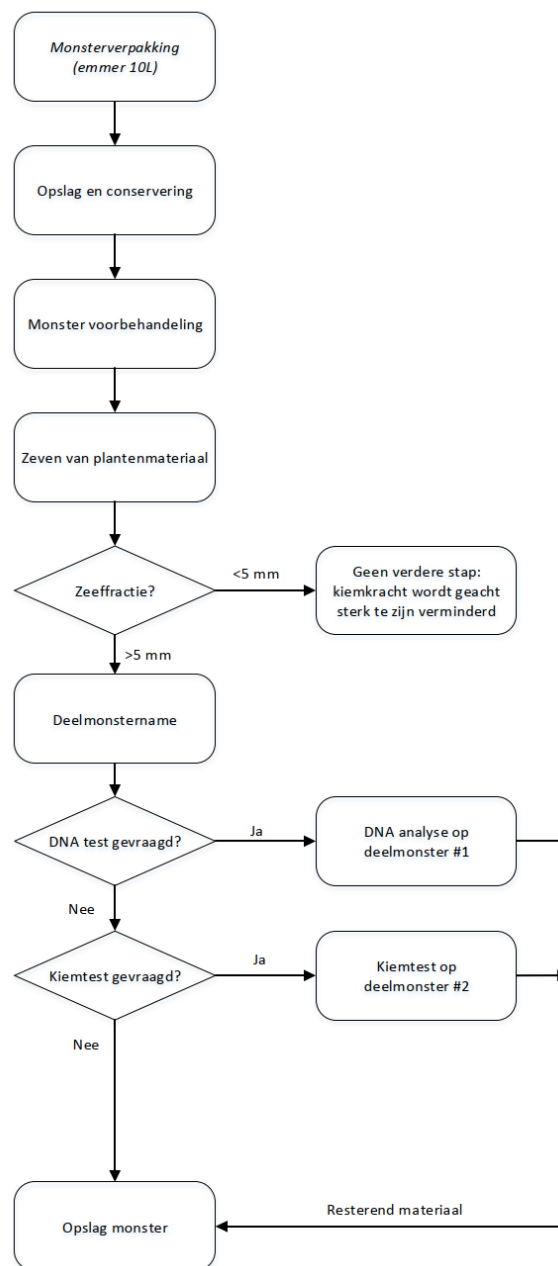 Monsterverpakking
(emmer 10L)
Opslag en conservering
Monster voorbehandeling
Zeven van plantenmateriaal
Zeeffractie?
<5 mm
Geen verdere stap:
kiemkracht wordt geacht
sterk te zijn verminderd
>5 mm
Deelmonstername
DNA test gevraagd?
Ja
DNA analyse op
deelmonster #1
Nee
Kiemtest gevraagd?
Ja
Kiemtest op
deelmonster #2
Nee
Opslag monster
Resterend materiaal